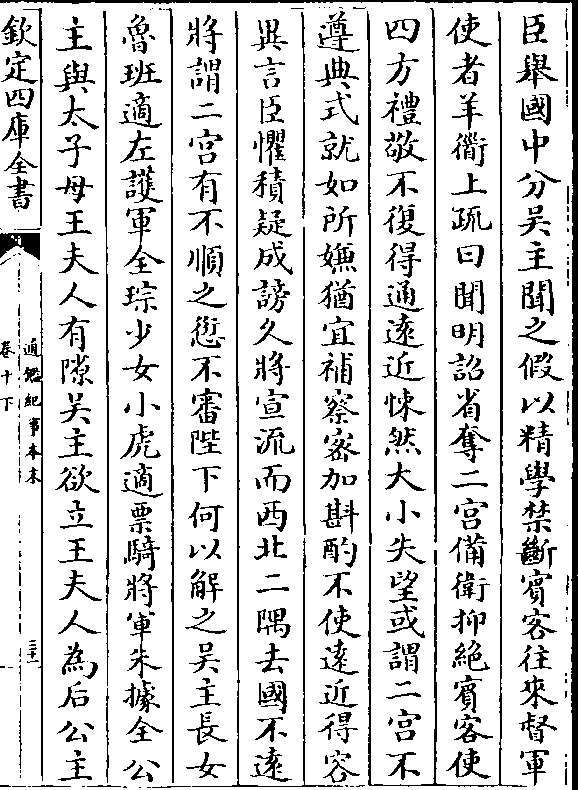 臣舉國中分吳主聞之假以精學禁斷賓客往來督軍
使者羊衜上疏曰聞明詔省奪二宮備衛抑絕賓客使
四方禮敬不復得通遠近悚然大小失望或謂二宮不
遵典式就如所嫌猶宜補察密加斟酌不使遠近得容
異言臣懼積疑成謗久將宣流而西北二隅去國不遠
將謂二宮有不順之愆不審陛下何以解之吳主長女
魯班適左護軍全琮少女小虎適票騎將軍朱據全公
主與太子母王夫人有隙吳主欲立王夫人為后公主
欽定四庫全書
通鑑紀事本末
卷十下
三十二